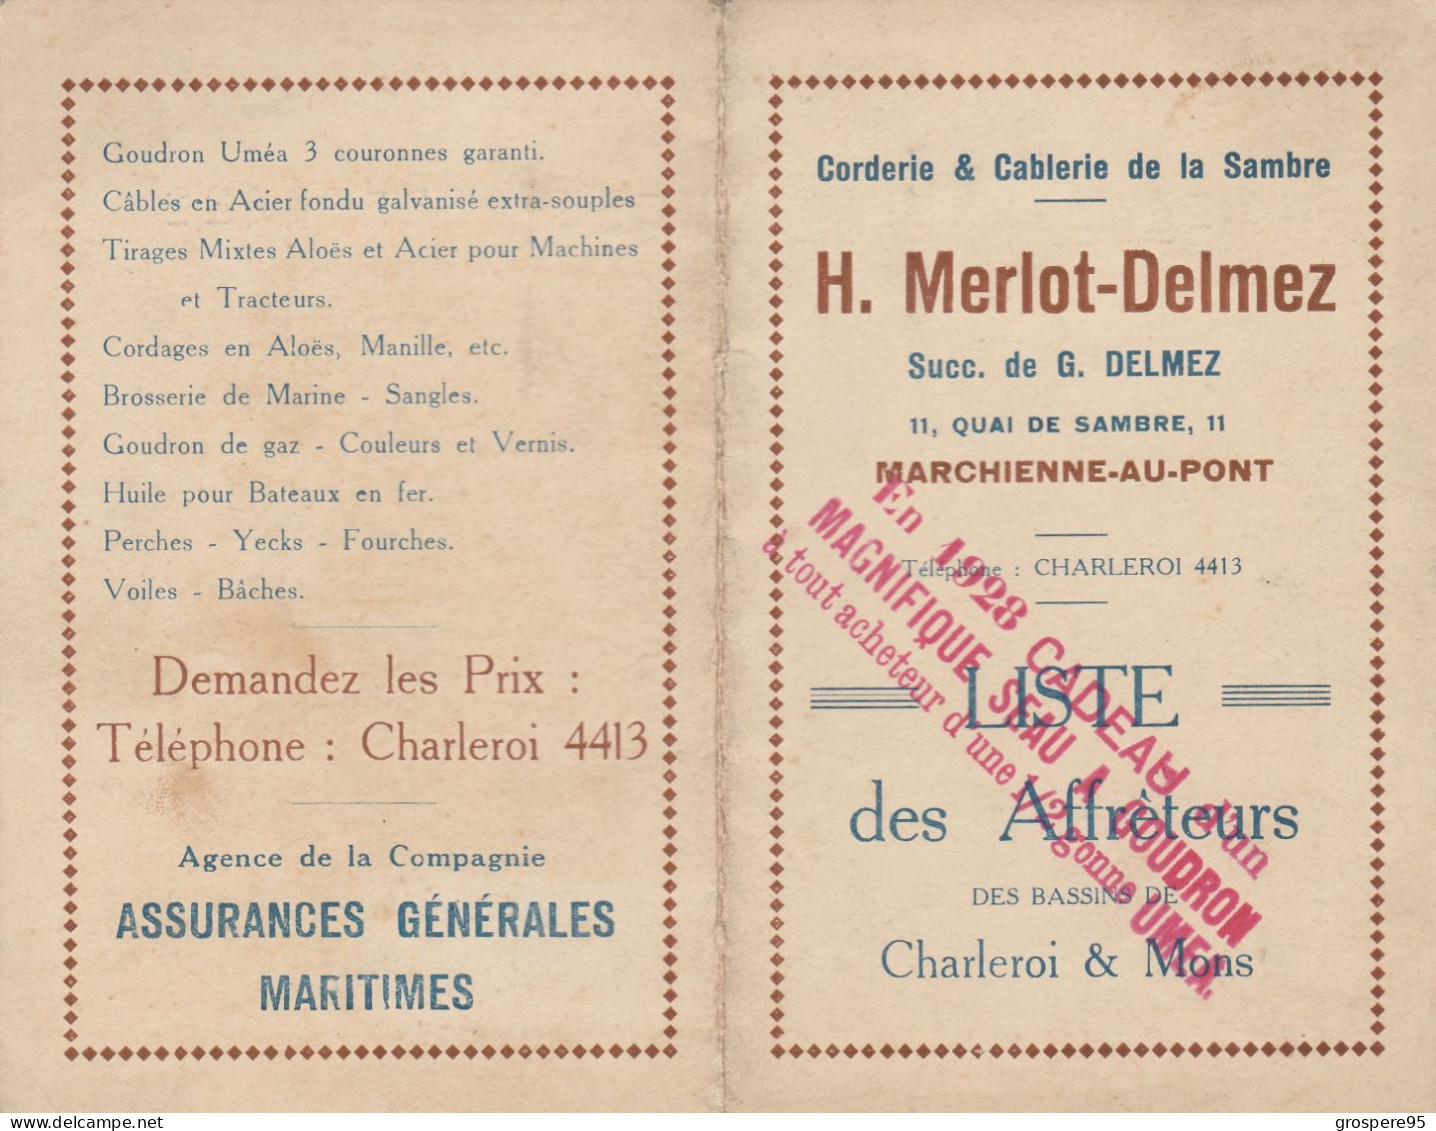 Goudron Uméa 3 couronnes garanti.
Câbles en Acier fondu galvanisé extra-souples
Tirages Mixtes Aloës et Acier pour Machines
et Tracteurs.
Cordages en Aloës, Manille, etc.
Brosserie de Marine - Sangles.
Goudron de gaz - Couleurs et Vernis.
Huile pour Bateaux en fer.
Perches - Yecks - Fourches.
Voiles - Bâches.
Demandez les Prix :
Téléphone : Charleroi 4413
Agence de la Compagnie
ASSURANCES GÉNÉRALES
MARITIMES
Corderie & Cablerie de la Sambre
H. Merlot-Delmez
Succ. de G. DELMEZ
11, QUAI DE SAMBRE, 11
MARCHIENNE-AU-PONT
Téléphone : CHARLEROI 4413
LISTE
des Affrêteurs
DES BASSINS DE
Charleroi & Mons
En 1928 CADEAU d'un
MAGNIFIQUE SEAU A GOUDRON
à tout acheteur d'une 1/2 gonne UMÉA.
grospere95